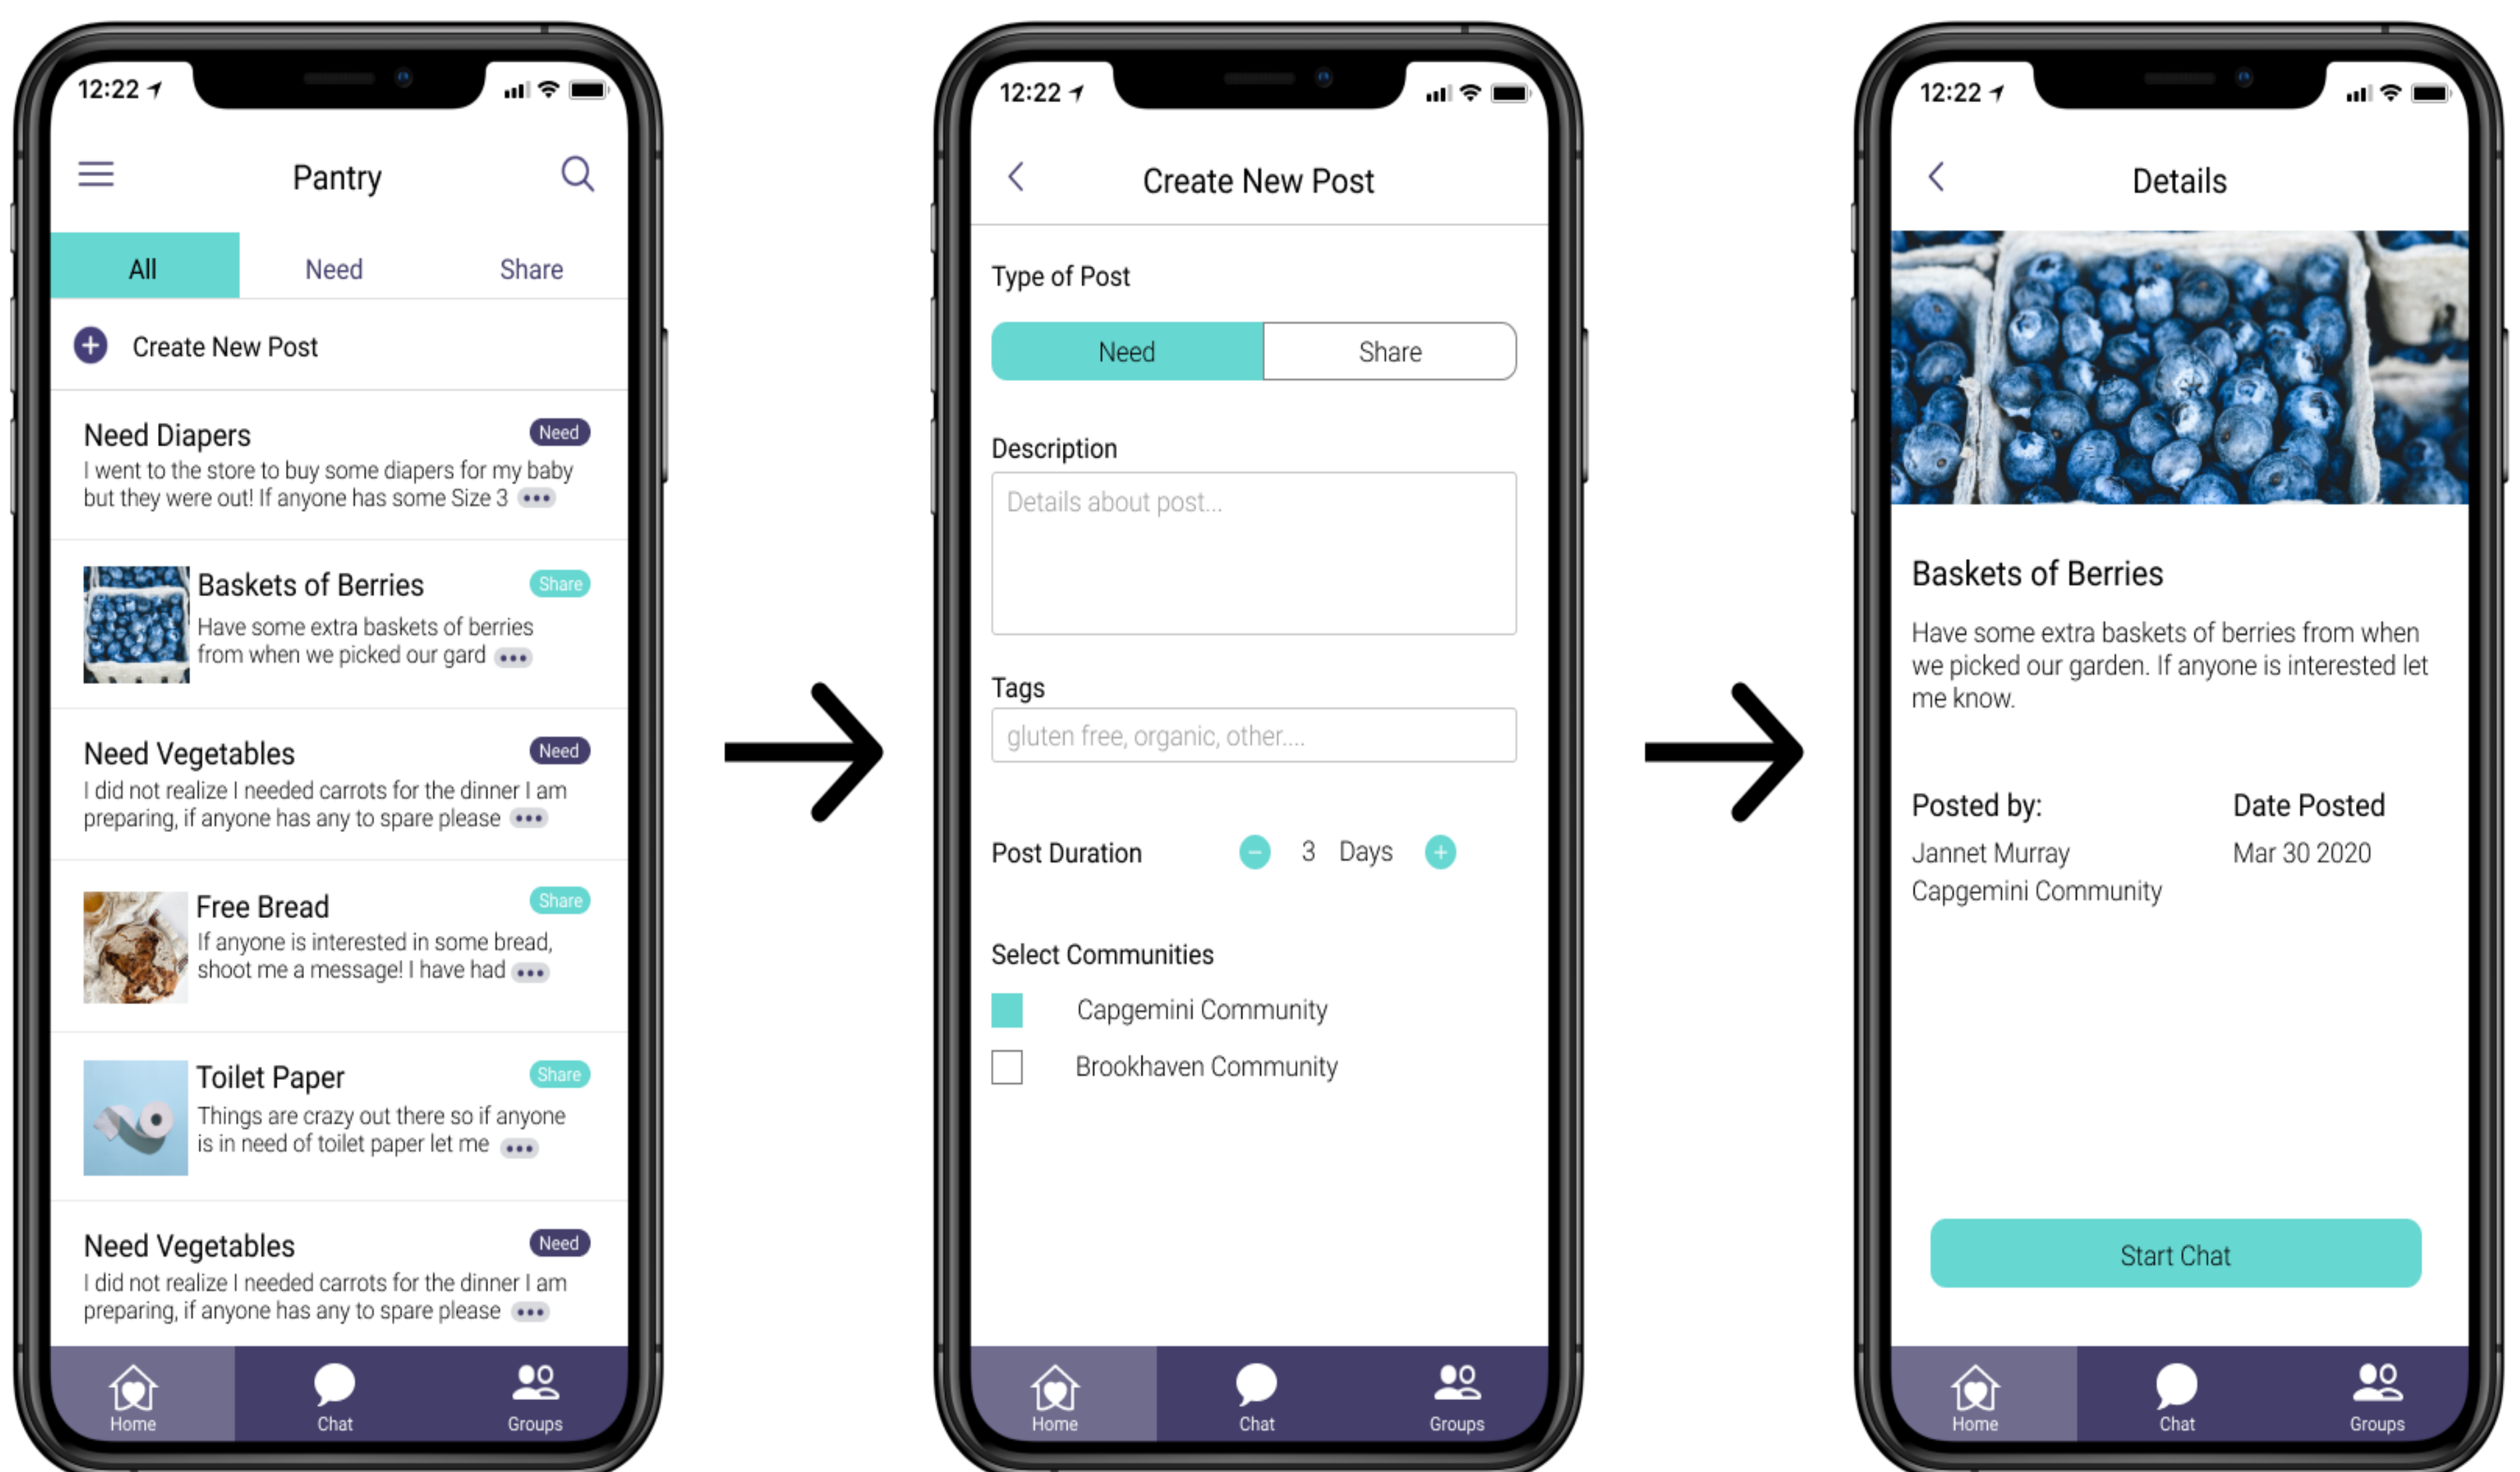 12:22
Pantry
All
Need
Share
Create New Post
Need Diapers
Need
I went to the store to buy some diapers for my baby
but they were out! If anyone has some Size 3 •••
Baskets of Berries
Share
Have some extra baskets of berries
from when we picked our gard •••
Need Vegetables
Need
I did not realize I needed carrots for the dinner I am
preparing, if anyone has any to spare please •••
Free Bread
Share
If anyone is interested in some bread,
shoot me a message! I have had •••
Toilet Paper
Share
Things are crazy out there so if anyone
is in need of toilet paper let me •••
Need Vegetables
Need
I did not realize I needed carrots for the dinner I am
preparing, if anyone has any to spare please •••
Home
Chat
Groups
12:22
Create New Post
Type of Post
Need
Share
Description
Details about post...
Tags
gluten free, organic, other....
Post Duration
3 Days
Select Communities
Capgemini Community
Brookhaven Community
Home
Chat
Groups
12:22
Details
Baskets of Berries
Have some extra baskets of berries from when
we picked our garden. If anyone is interested let
me know.
Posted by:
Jannet Murray
Capgemini Community
Date Posted
Mar 30 2020
Start Chat
Home
Chat
Groups